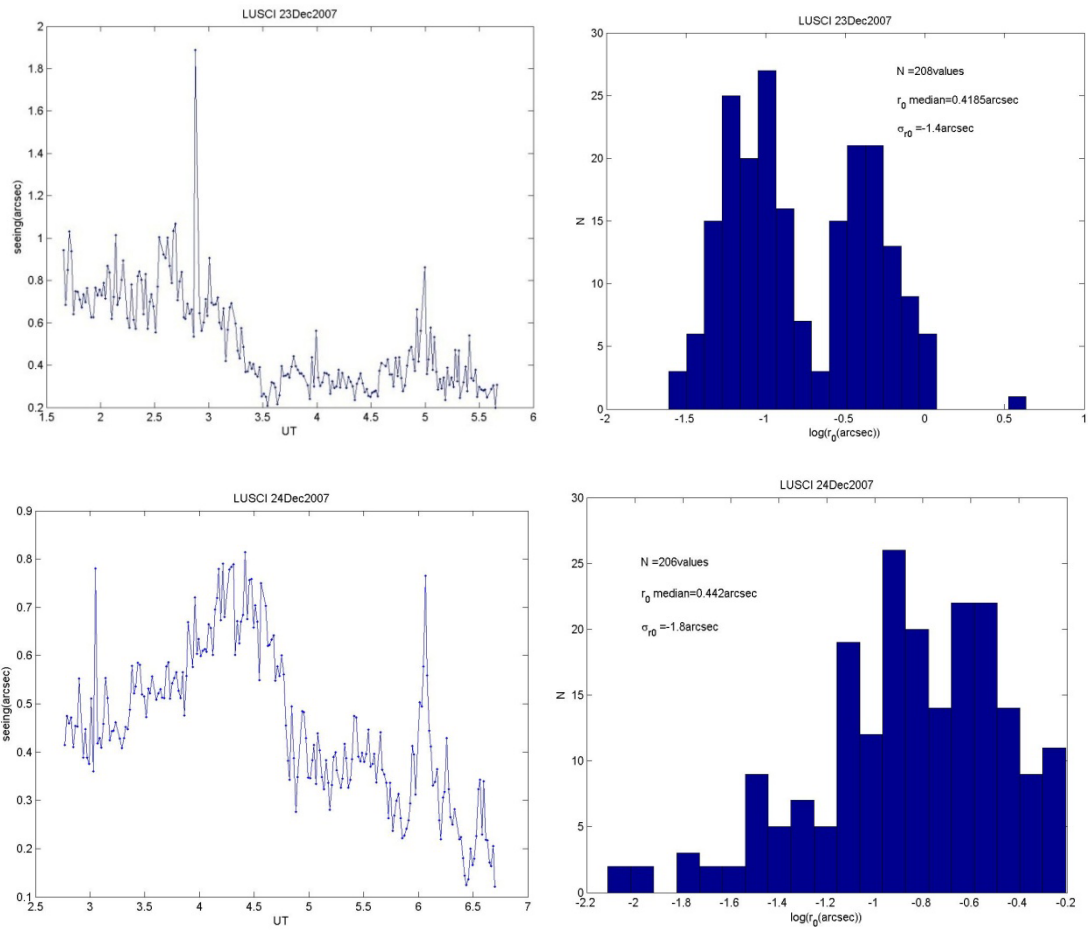 LUSCI 23Dec2007
2
1.8
1.6
1.4
1.2
1
0.8
0.6
0.4
0.2
seeing(arcsec)
1.5 2 2.5 3 3.5 4 4.5 5 5.5 6
UT
LUSCI 23Dec2007
30
25
20
15
10
5
0
N
N =208values
r0 median=0.4185arcsec
σr0 =-1.4arcsec
-1.5 -1 -0.5 0 0.5 1
log(r0(arcsec))
LUSCI 24Dec2007
0.9
0.8
0.7
0.6
0.5
0.4
0.3
0.2
0.1
seeing(arcsec)
2.5 3 3.5 4 4.5 5 5.5 6 6.5 7
UT
LUSCI 24Dec2007
30
25
20
15
10
5
0
N
N =206values
r0 median=0.442arcsec
σr0 =-1.8arcsec
-2.2 -2 -1.8 -1.6 -1.4 -1.2 -1 -0.8 -0.6 -0.4 -0.2
log(r0(arcsec))